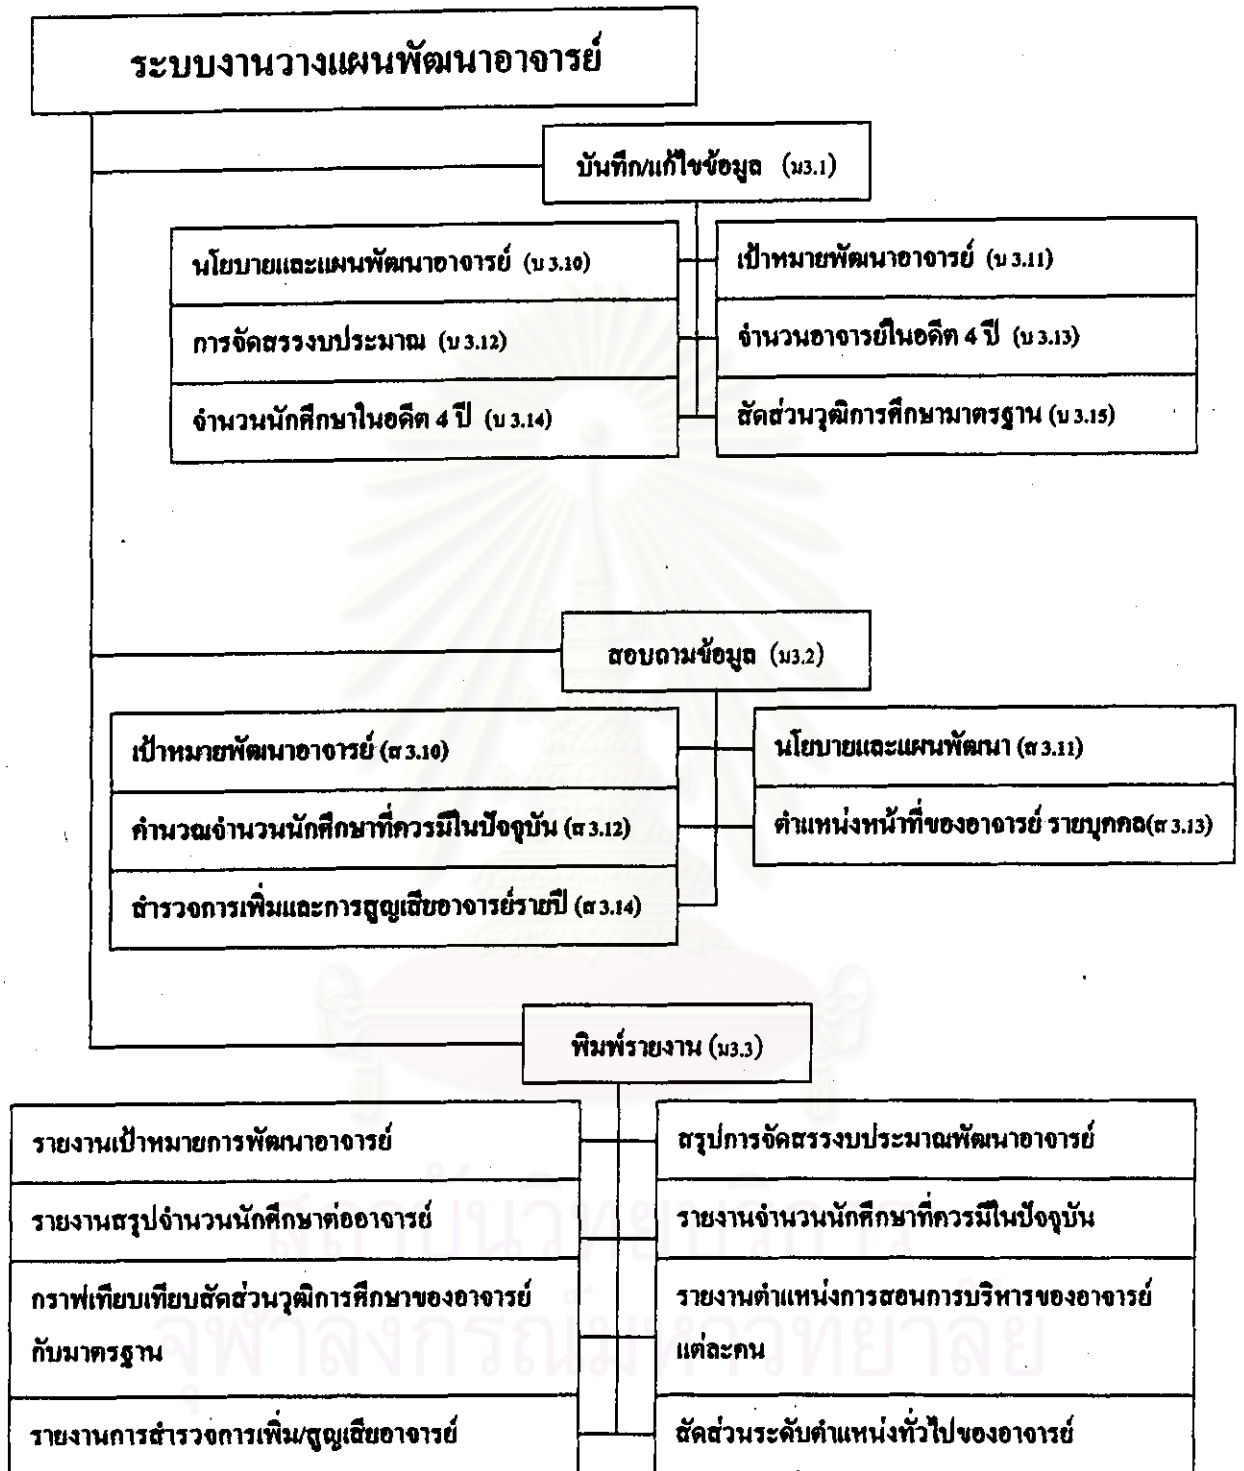 ระบบงานวางแผนพัฒนาอาจารย์
บันทึก/แก้ไขข้อมูล (ม3.1)
นโยบายและแผนพัฒนาอาจารย์ (บ 3.10)
เป้าหมายพัฒนาอาจารย์ (บ 3.11)
การจัดสรรงบประมาณ (บ 3.12)
จำนวนอาจารย์ในอดีต 4 ปี (บ 3.13)
จำนวนนักศึกษาในอดีต 4 ปี (บ 3.14)
สัดส่วนวุฒิการศึกษามาตรฐาน (บ 3.15)
สอบถามข้อมูล (ม3.2)
เป้าหมายพัฒนาอาจารย์ (ส 3.10)
นโยบายและแผนพัฒนา (ส 3.11)
คำนวณจำนวนนักศึกษาที่ควรมีในปัจจุบัน (ส 3.12)
ตำแหน่งหน้าที่ของอาจารย์ รายบุคคล(ส 3.13)
สำรวจการเพิ่มและการสูญเสียอาจารย์รายปี (ส 3.14)
พิมพ์รายงาน (ม3.3)
รายงานเป้าหมายการพัฒนาอาจารย์
สรุปการจัดสรรงบประมาณพัฒนาอาจารย์
รายงานสรุปจำนวนนักศึกษาต่ออาจารย์
รายงานจำนวนนักศึกษาที่ควรมีในปัจจุบัน
กราฟเทียบเทียบสัดส่วนวุฒิการศึกษาของอาจารย์
กับมาตรฐาน
รายงานตำแหน่งการสอนการบริหารของอาจารย์
แต่ละคน
รายงานการสำรวจการเพิ่ม/สูญเสียอาจารย์
สัดส่วนระดับตำแหน่งทั่วไปของอาจารย์
สถาบันวิทยบริการ
จุฬาลงกรณ์มหาวิทยาลัย